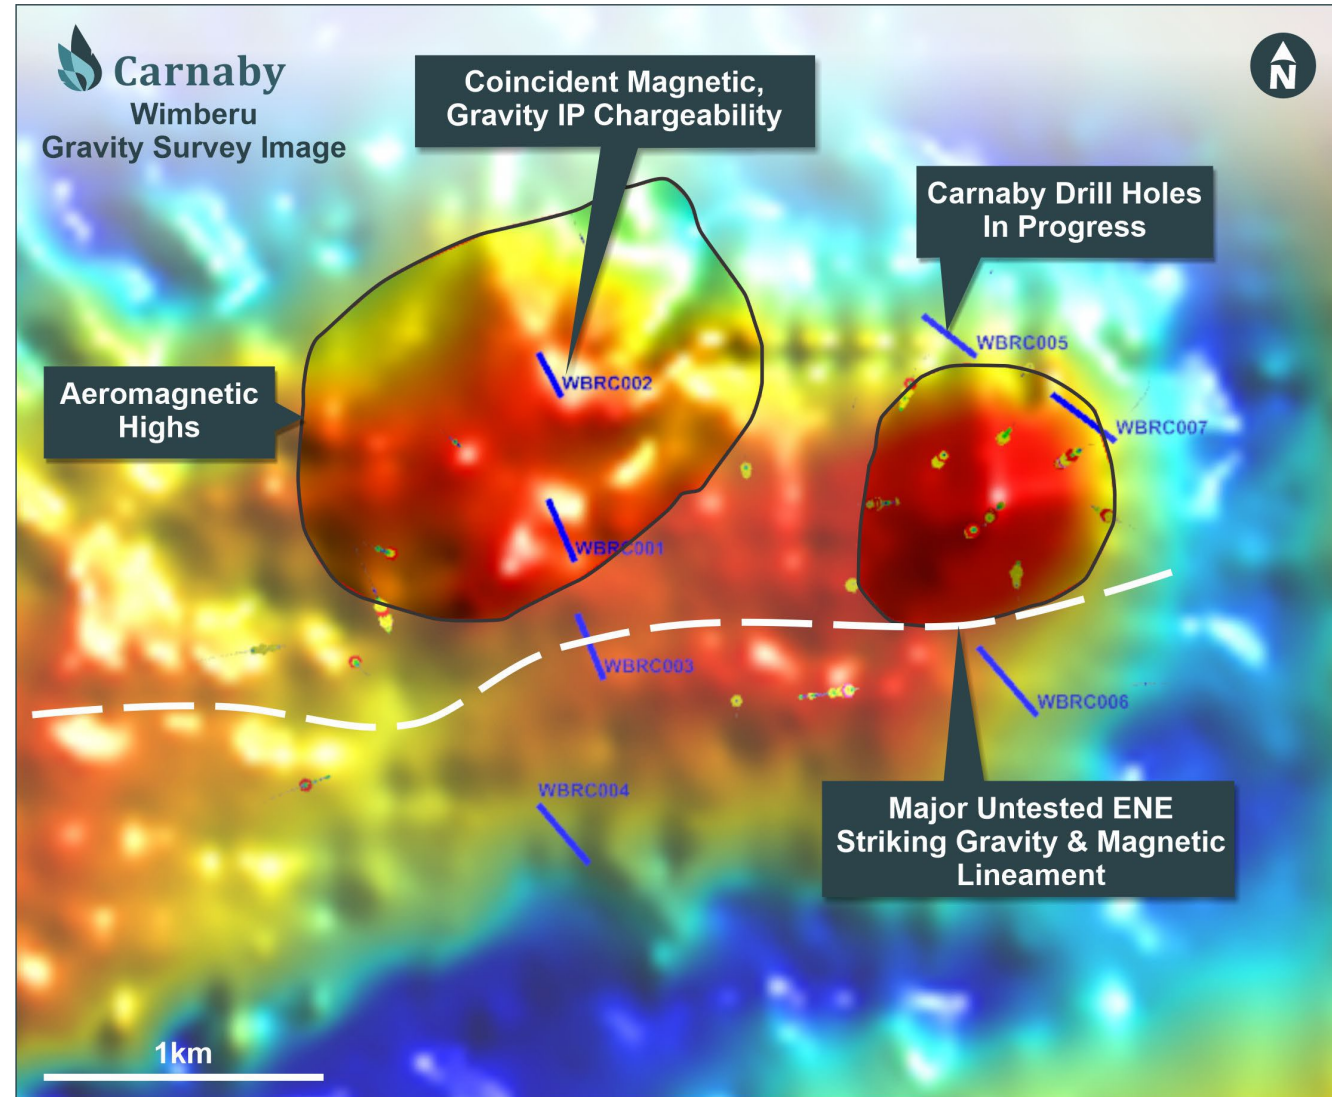 Carnaby
Wimberu
Gravity Survey Image
Coincident Magnetic,
Gravity IP Chargeability
N
Carnaby Drill Holes
In Progress
WBRC005
Aeromagnetic
Highs
WBRC002
WBRC007
WBRC001
WBRC003
WBRC006
WBRC004
Major Untested ENE
Striking Gravity & Magnetic
Lineament
1km